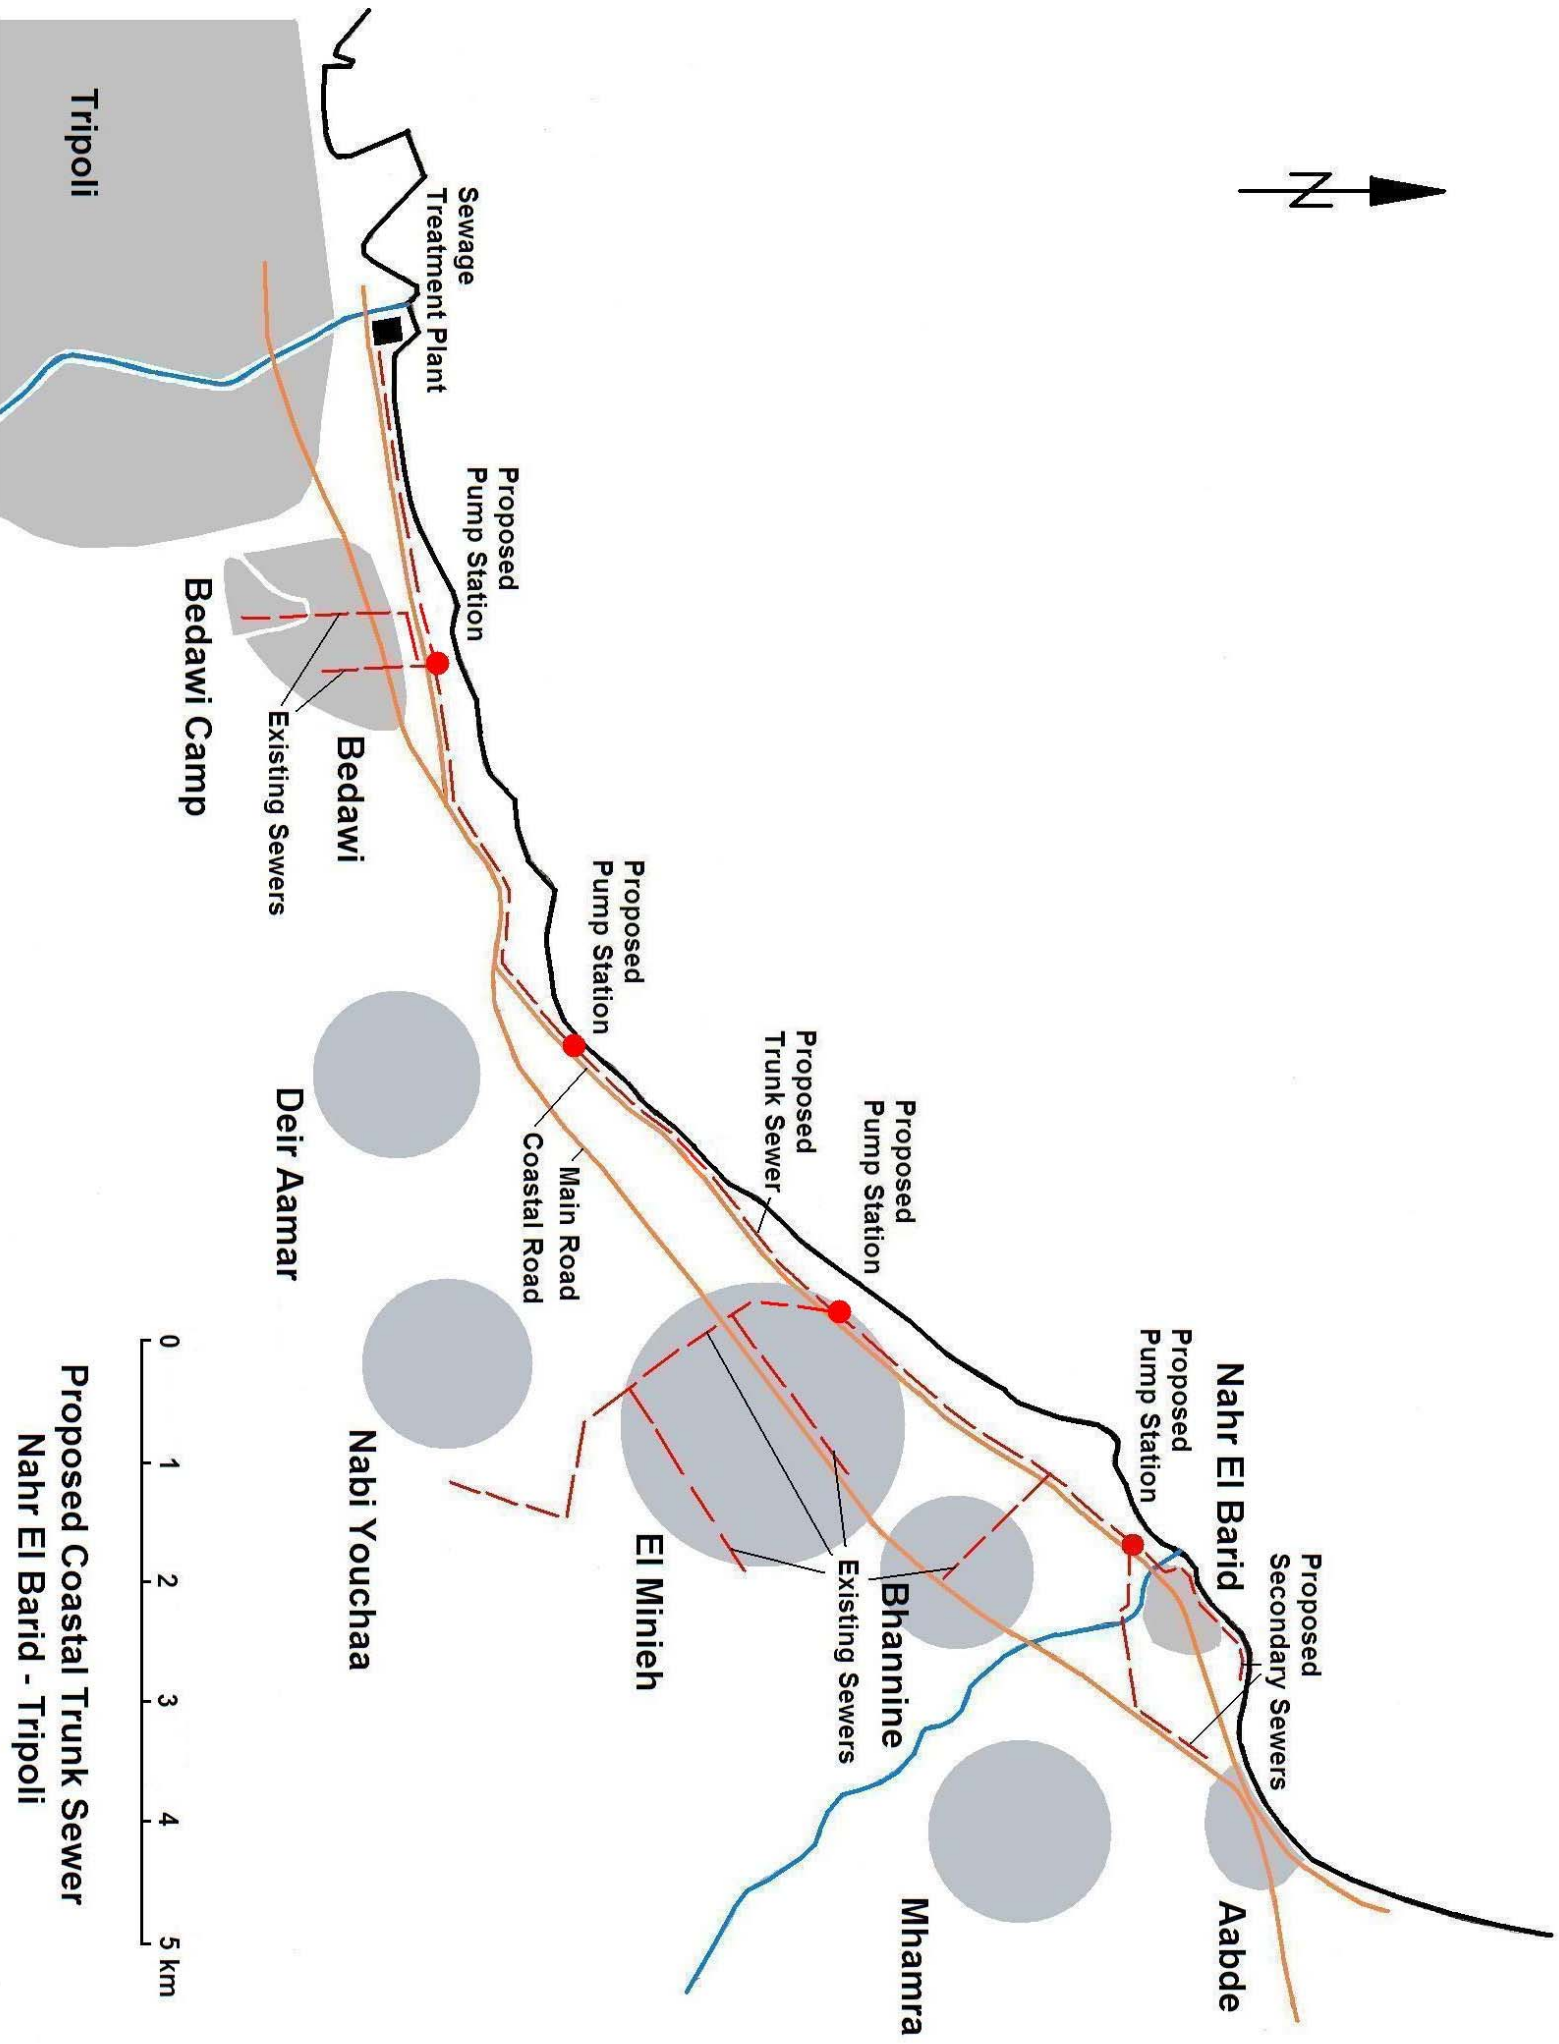 N
Tripoli
Sewage
Treatment Plant
Proposed
Pump Station
Bedawi Camp
Existing Sewers
Bedawi
Proposed
Pump Station
Deir Aamar
Main Road
Coastal Road
Proposed
Trunk Sewer
Proposed
Pump Station
Nabi Youchaa
El Minieh
Existing Sewers
Bhannine
Proposed
Pump Station
Nahr El Barid
Proposed
Secondary Sewers
Mhamra
Aabde
0 1 2 3 4 5 km
Proposed Coastal Trunk Sewer
Nahr El Barid - Tripoli